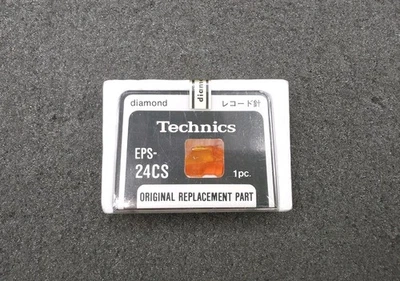 diamond レコード針
Technics
EPS-
24CS
1pc.
ORIGINAL REPLACEMENT PART